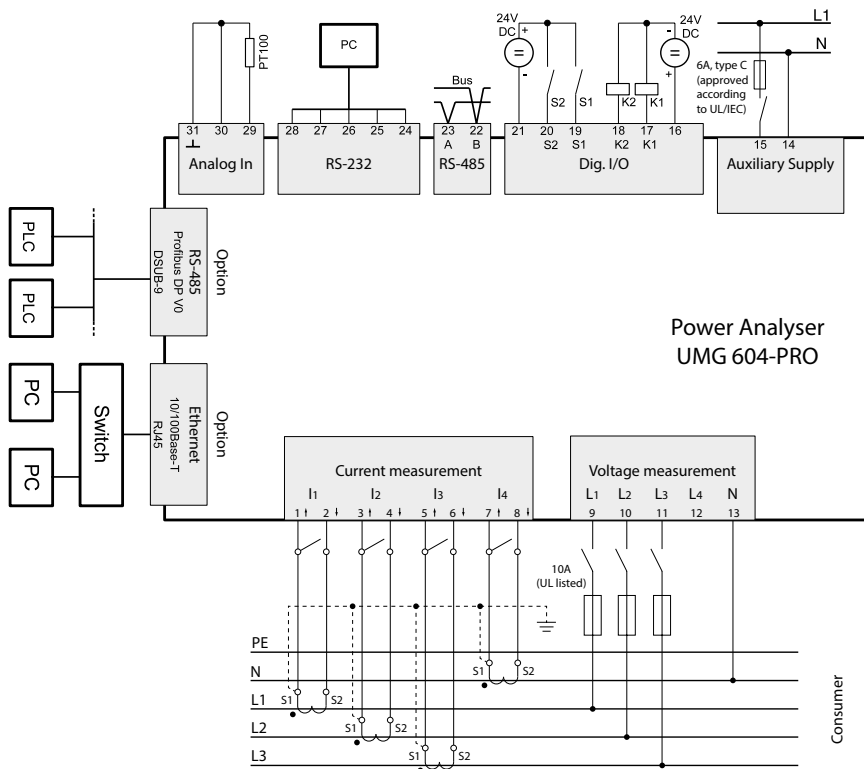 24V
DC
+
-
24V
DC
-
+
L1
N
PT100
PC
Bus
S2
S1
K2
K1
6A, type C
(approved
according
to UL/IEC)
31
30
29
28
27
26
25
24
23
22
21
20
19
18
17
16
15
14
A
B
S2
S1
K2
K1
Analog In
RS-232
RS-485
Dig. I/O
Auxiliary Supply
PLC
PLC
RS-485
Profibus DP V0
DSUB-9
Option
Power Analyser
UMG 604-PRO
PC
PC
Switch
Ethernet
10/100Base-T
RJ45
Option
Current measurement
I1
I2
I3
I4
1
2
3
4
5
6
7
8
Voltage measurement
L1
L2
L3
L4
N
9
10
11
12
13
10A
(UL listed)
PE
N
L1
L2
L3
S1
S2
S1
S2
S1
S2
S1
S2
Consumer